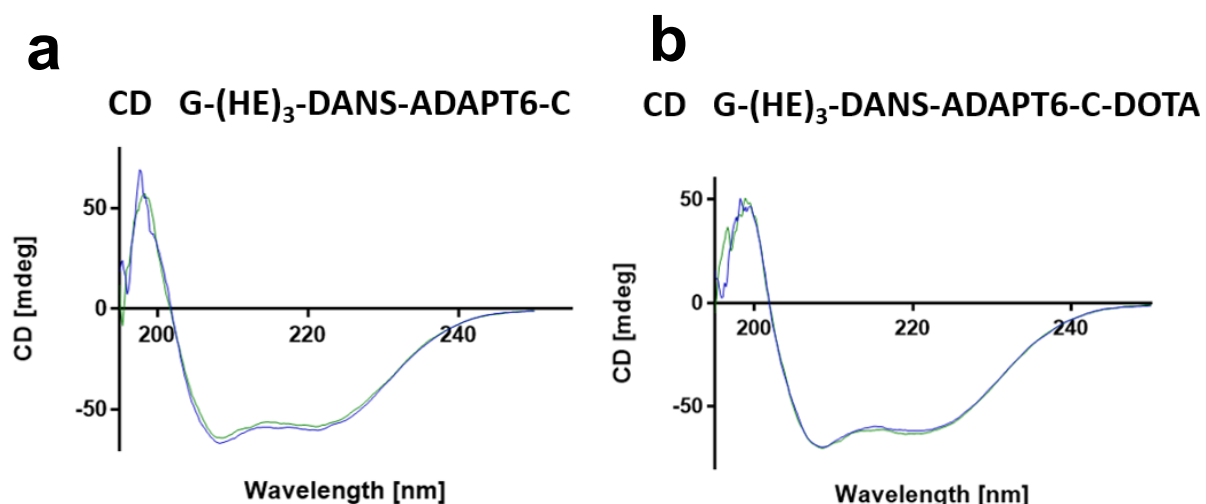 a
CD G-(HE)₃-DANS-ADAPT6-C
50
0
-50
200
220
240
CD [mdeg]
Wavelength [nm]
b
CD G-(HE)₃-DANS-ADAPT6-C-DOTA
50
0
-50
200
220
240
CD [mdeg]
Wavelength [nm]